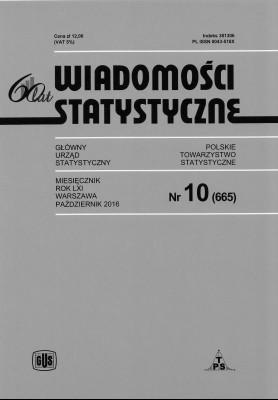 Cena zł 12,00
(VAT 5%)
Indeks 381306
PL ISSN 0043-518X
60 lat
WIADOMOŚCI
STATYSTYCZNE
GŁÓWNY
URZĄD
STATYSTYCZNY
POLSKIE
TOWARZYSTWO
STATYSTYCZNE
MIESIĘCZNIK
ROK LXI
WARSZAWA
PAŹDZIERNIK 2016
Nr 10 (665)
GUS
PTS